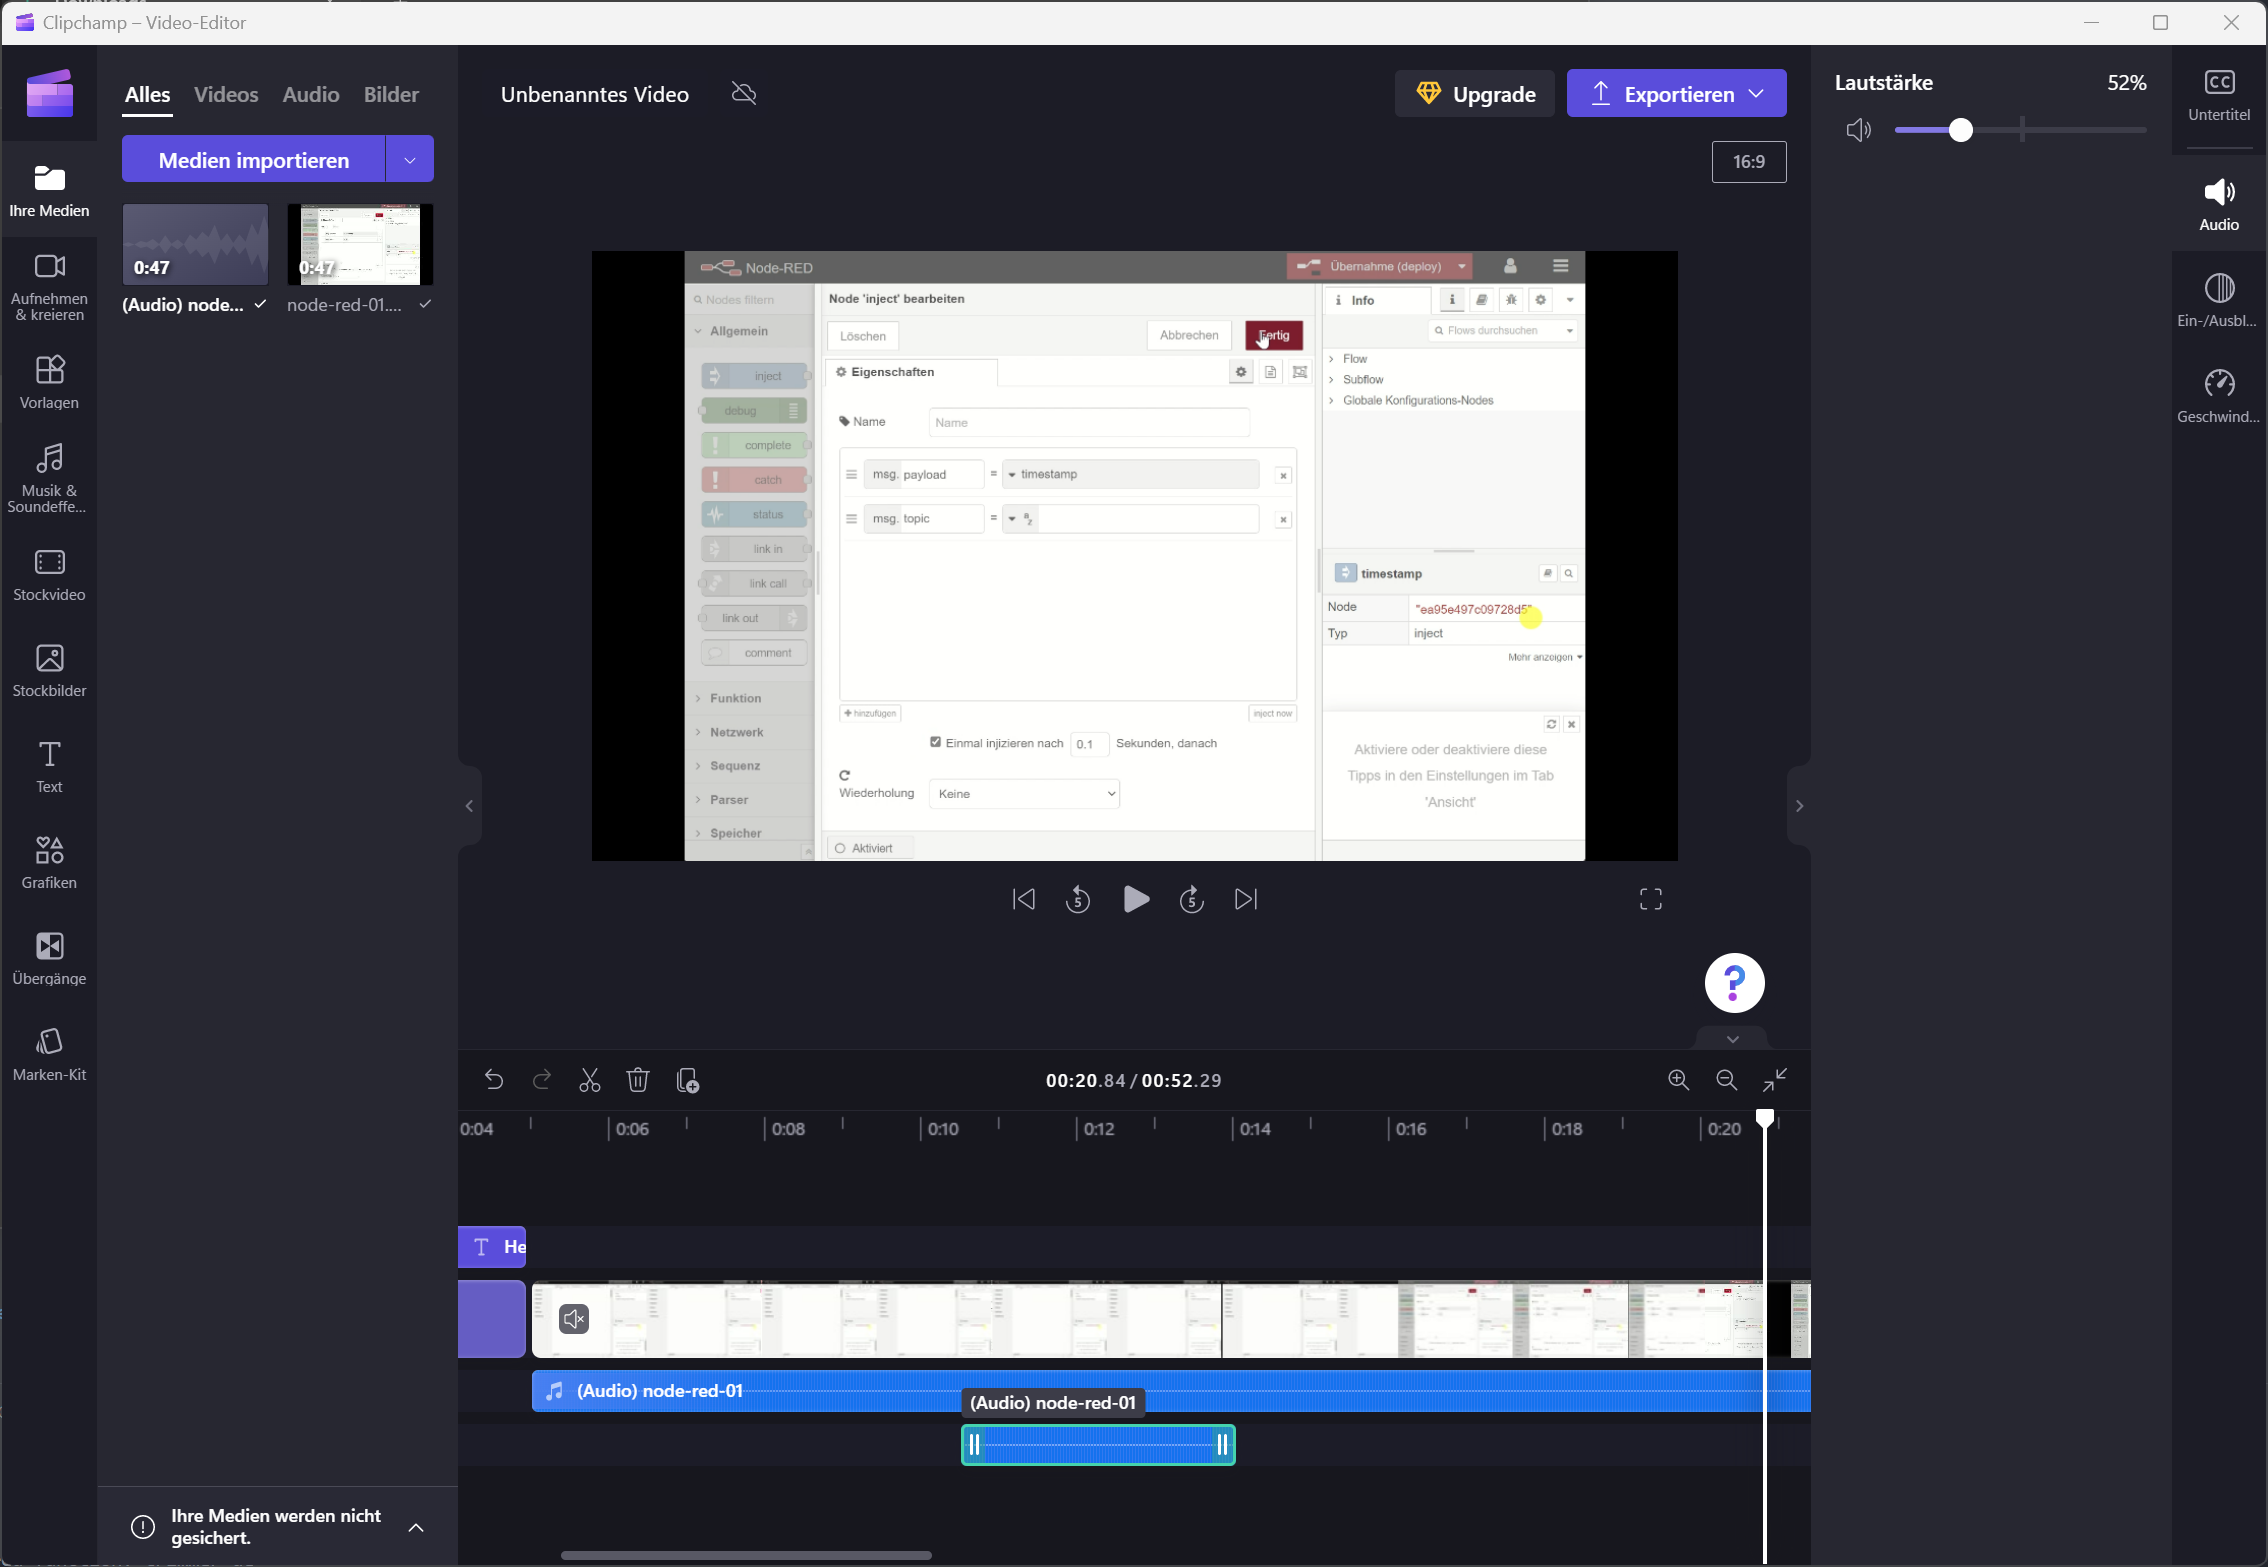 Clipchamp – Video-Editor
Alles
Videos
Audio
Bilder
Unbenanntes Video
Upgrade
Exportieren
Lautstärke
52%
Untertitel
Medien importieren
16:9
Ihre Medien
Audio
0:47
0:47
(Audio) node...
node-red-01....
Aufnehmen
& kreieren
Ein-/Ausbl...
Vorlagen
Geschwind...
Musik &
Soundeffe...
Stockvideo
Stockbilder
Text
Grafiken
Übergänge
Marken-Kit
Node-RED
Übernahme (deploy)
Nodes filtern
Allgemein
inject
debug
complete
catch
status
link in
link call
link out
comment
Funktion
Netzwerk
Sequenz
Parser
Speicher
Node 'inject' bearbeiten
Löschen
Abbrechen
Fertig
Eigenschaften
Name
Name
msg. payload
=
timestamp
msg. topic
=
hinzufügen
inject now
Einmal injizieren nach
0.1
Sekunden, danach
Wiederholung
Keine
Aktiviert
Info
Flows durchsuchen
Flow
Subflow
Globale Konfigurations-Nodes
timestamp
Node
"ea95e497c09728d5"
Typ
inject
Mehr anzeigen
Aktiviere oder deaktiviere diese
Tipps in den Einstellungen im Tab
'Ansicht'
5
5
?
00:20.84 / 00:52.29
0:04
0:06
0:08
0:10
0:12
0:14
0:16
0:18
0:20
T He
(Audio) node-red-01
(Audio) node-red-01
Ihre Medien werden nicht
gesichert.